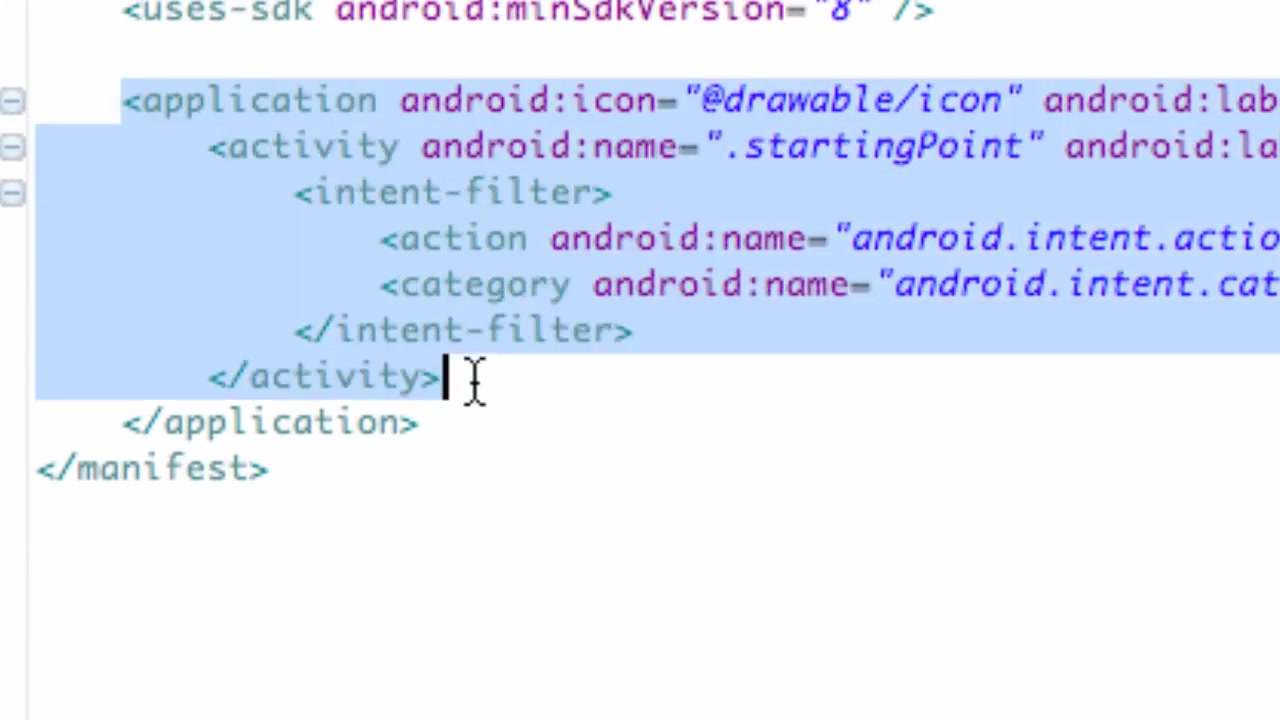 <uses-sdk android:minSdkVersion="8" />
<application android:icon="@drawable/icon" android:lab
<activity android:name=".startingPoint" android:la
<intent-filter>
<action android:name="android.intent.actio
<category android:name="android.intent.cat
</intent-filter>
</activity>
</application>
</manifest>